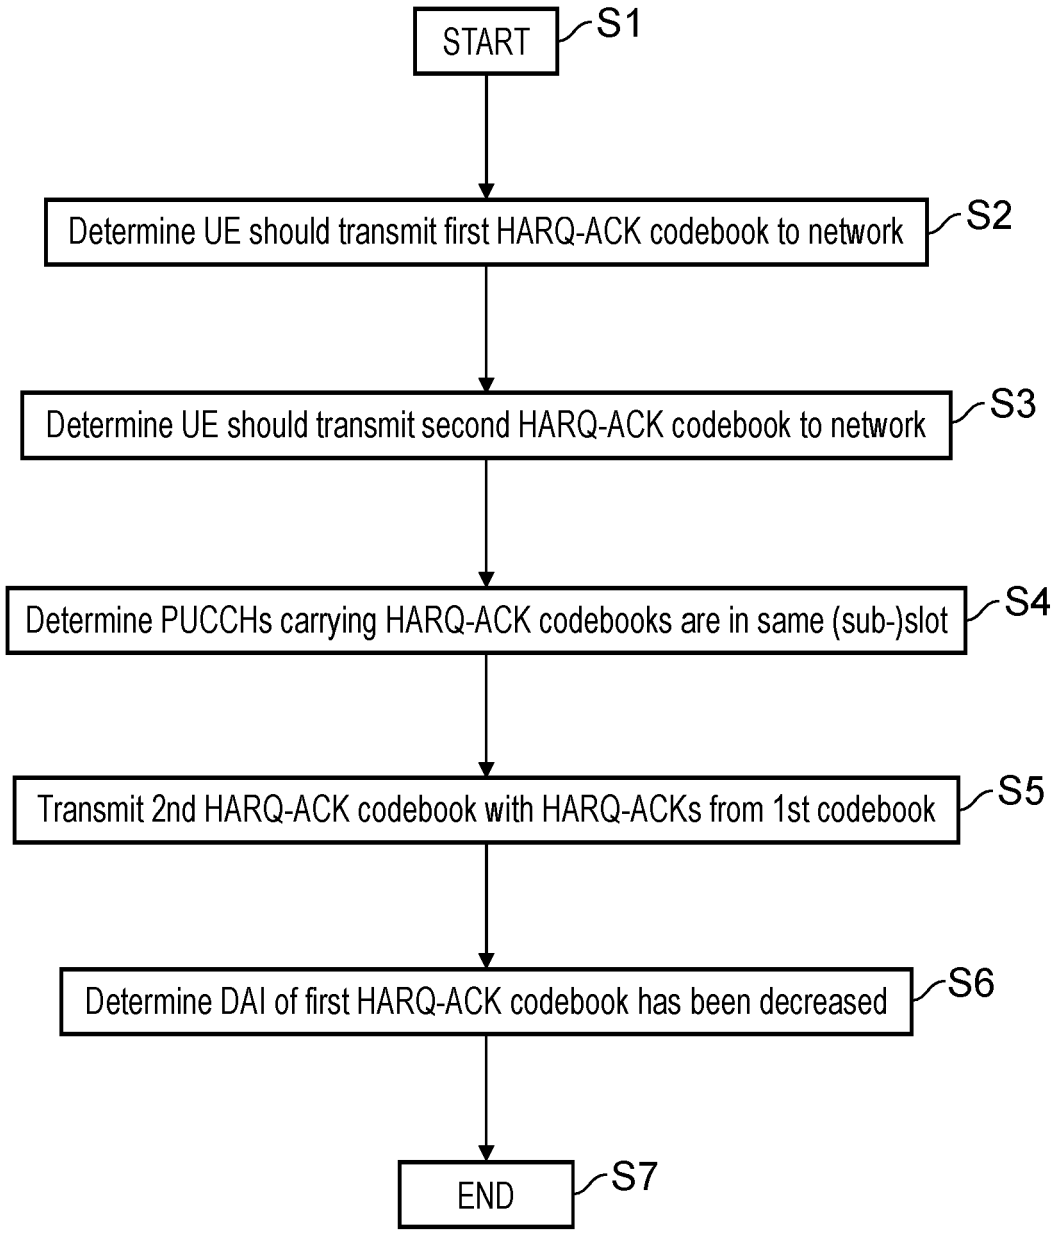 START
S1
Determine UE should transmit first HARQ-ACK codebook to network
S2
Determine UE should transmit second HARQ-ACK codebook to network
S3
Determine PUCCHs carrying HARQ-ACK codebooks are in same (sub-)slot
S4
Transmit 2nd HARQ-ACK codebook with HARQ-ACKs from 1st codebook
S5
Determine DAI of first HARQ-ACK codebook has been decreased
S6
END
S7